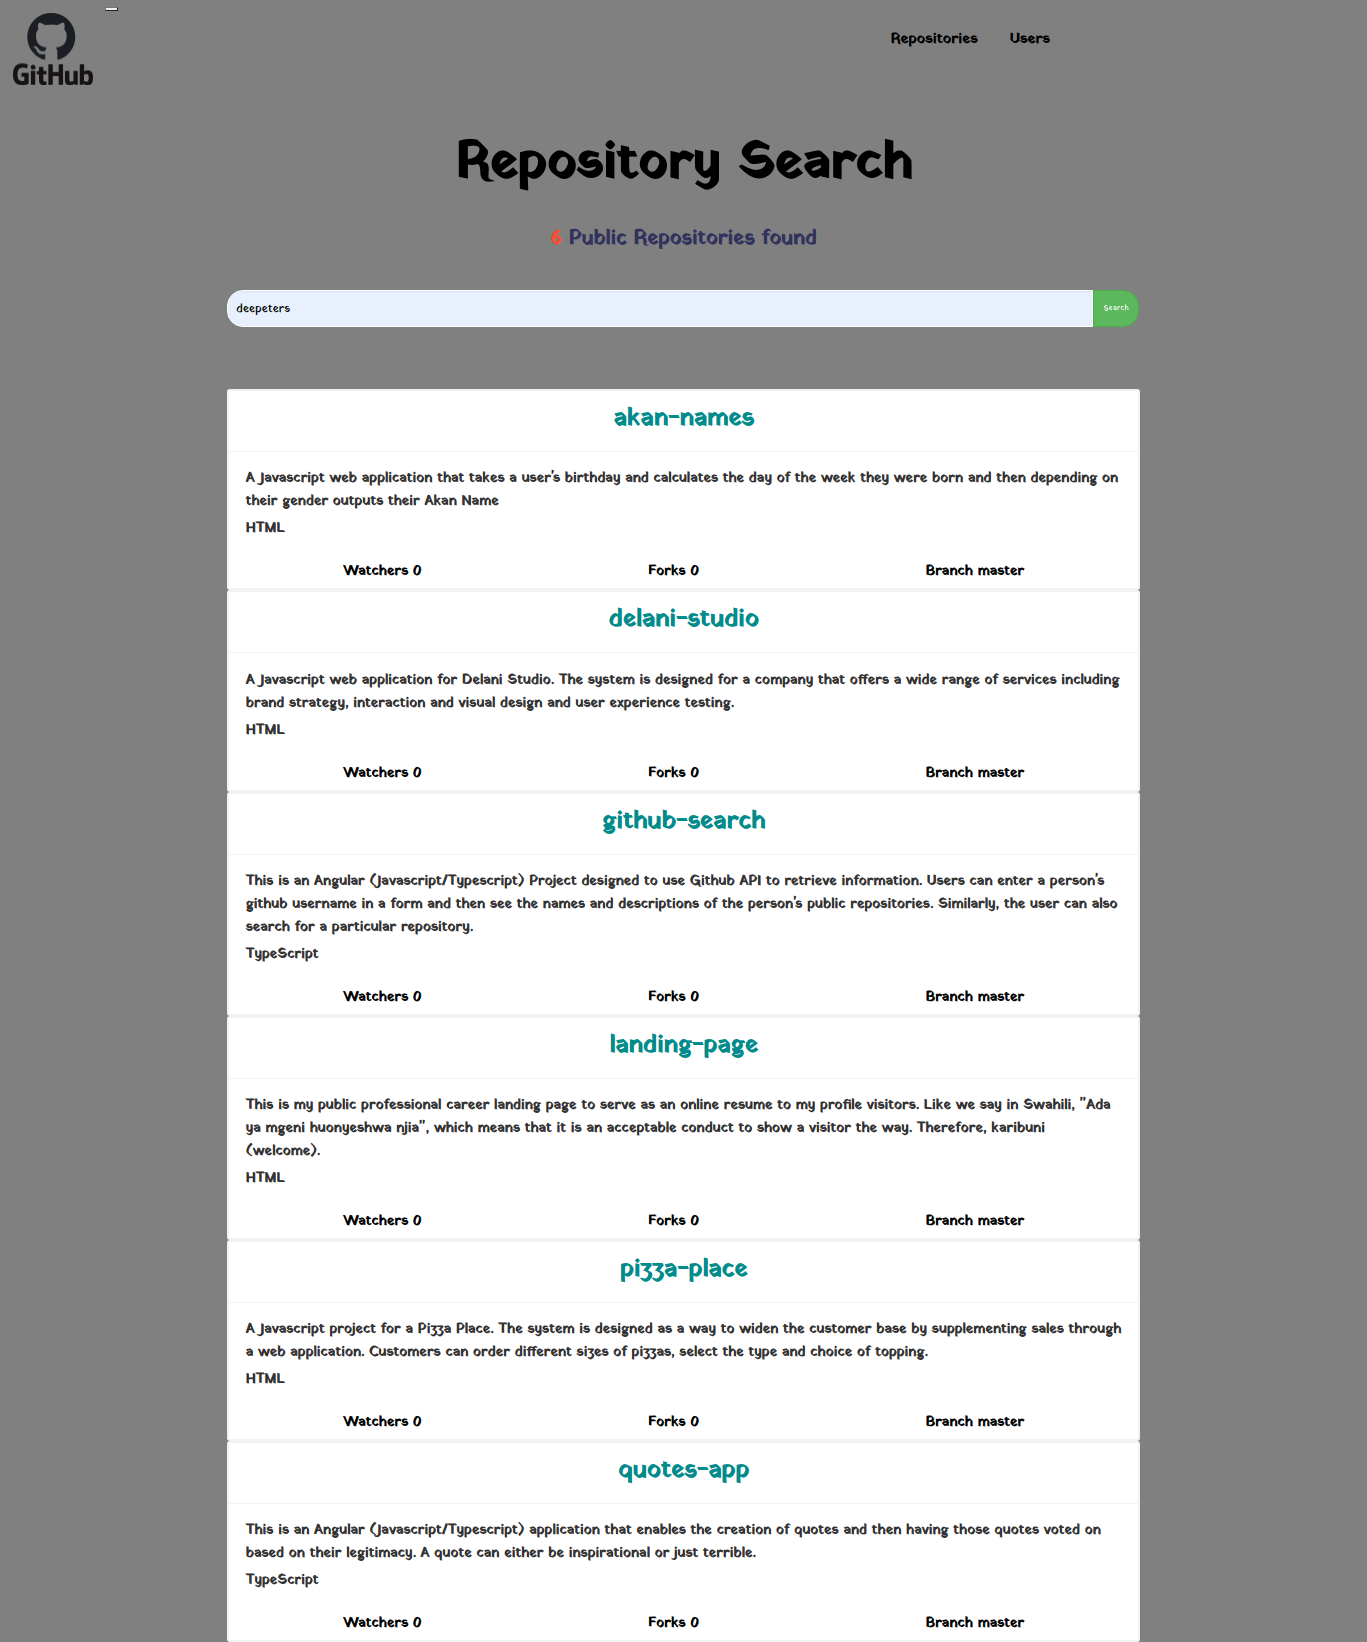 GitHub
Repositories Users
Repository Search
6 Public Repositories found
deepeters Search
akan-names
A Javascript web application that takes a user's birthday and calculates the day of the week they were born and then depending on
their gender outputs their Akan Name
HTML
Watchers 0 Forks 0 Branch master
delani-studio
A Javascript web application for Delani Studio. The system is designed for a company that offers a wide range of services including
brand strategy, interaction and visual design and user experience testing.
HTML
Watchers 0 Forks 0 Branch master
github-search
This is an Angular (Javascript/Typescript) Project designed to use Github API to retrieve information. Users can enter a person's
github username in a form and then see the names and descriptions of the person's public repositories. Similarly, the user can also
search for a particular repository.
TypeScript
Watchers 0 Forks 0 Branch master
landing-page
This is my public professional career landing page to serve as an online resume to my profile visitors. Like we say in Swahili, "Ada
ya mgeni huonyeshwa njia", which means that it is an acceptable conduct to show a visitor the way. Therefore, karibuni
(welcome).
HTML
Watchers 0 Forks 0 Branch master
pizza-place
A Javascript project for a Pizza Place. The system is designed as a way to widen the customer base by supplementing sales through
a web application. Customers can order different sizes of pizzas, select the type and choice of topping.
HTML
Watchers 0 Forks 0 Branch master
quotes-app
This is an Angular (Javascript/Typescript) application that enables the creation of quotes and then having those quotes voted on
based on their legitimacy. A quote can either be inspirational or just terrible.
TypeScript
Watchers 0 Forks 0 Branch master